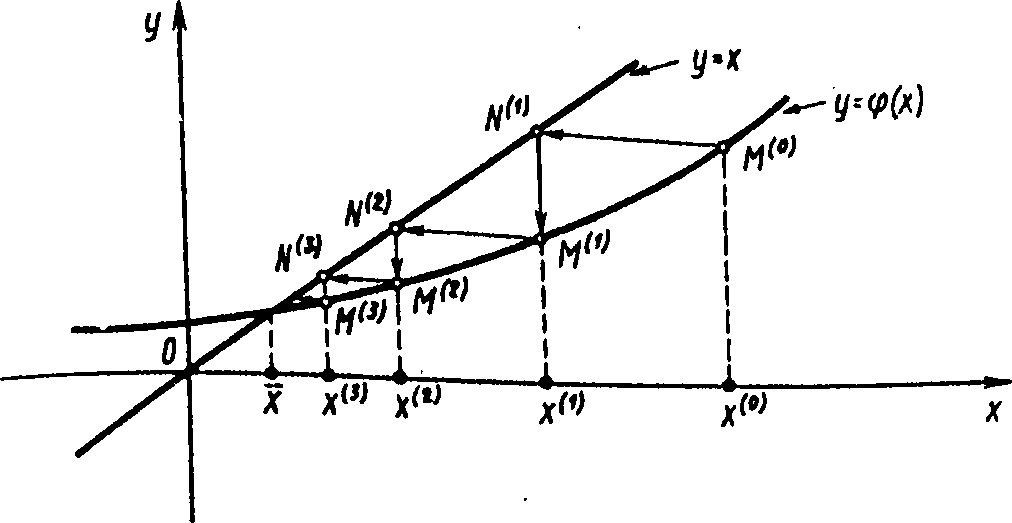 y
y=x
y=φ(x)
N(1)
M(0)
N(2)
M(1)
N(3)
M(2)
M(3)
0
x̄
x(3)
x(2)
x(1)
x(0)
x